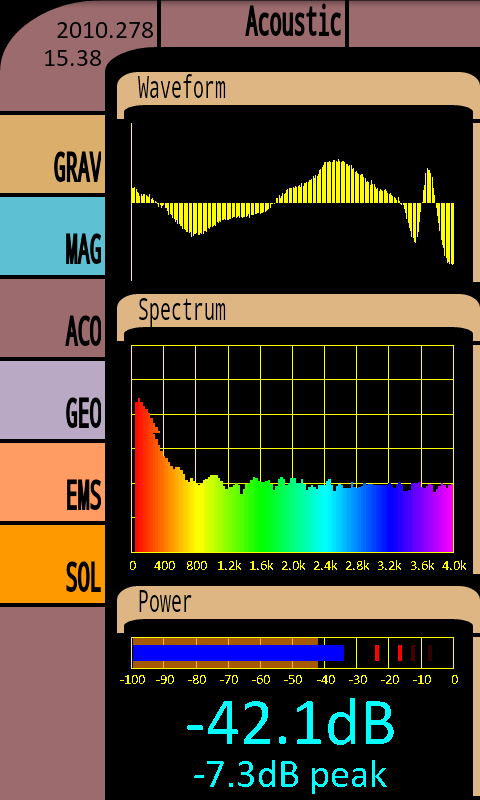 2010.278
15.38
Acoustic
GRAV
MAG
ACO
GEO
EMS
SOL
Waveform
Spectrum
0 400 800 1.2k 1.6k 2.0k 2.4k 2.8k 3.2k 3.6k 4.0k
Power
-100 -90 -80 -70 -60 -50 -40 -30 -20 -10 0
-42.1dB
-7.3dB peak